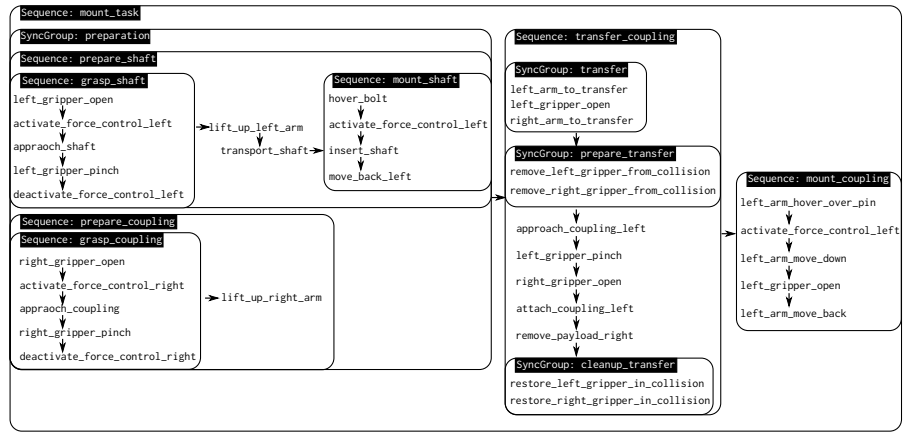 Sequence: mount_task
SyncGroup: preparation
Sequence: prepare_shaft
Sequence: grasp_shaft
left_gripper_open
activate_force_control_left
appraoch_shaft
left_gripper_pinch
deactivate_force_control_left
lift_up_left_arm
transport_shaft
Sequence: mount_shaft
hover_bolt
activate_force_control_left
insert_shaft
move_back_left
Sequence: prepare_coupling
Sequence: grasp_coupling
right_gripper_open
activate_force_control_right
appraoch_coupling
right_gripper_pinch
deactivate_force_control_right
lift_up_right_arm
Sequence: transfer_coupling
SyncGroup: transfer
left_arm_to_transfer
left_gripper_open
right_arm_to_transfer
SyncGroup: prepare_transfer
remove_left_gripper_from_collision
remove_right_gripper_from_collision
approach_coupling_left
left_gripper_pinch
right_gripper_open
attach_coupling_left
remove_payload_right
SyncGroup: cleanup_transfer
restore_left_gripper_in_collision
restore_right_gripper_in_collision
Sequence: mount_coupling
left_arm_hover_over_pin
activate_force_control_left
left_arm_move_down
left_gripper_open
left_arm_move_back